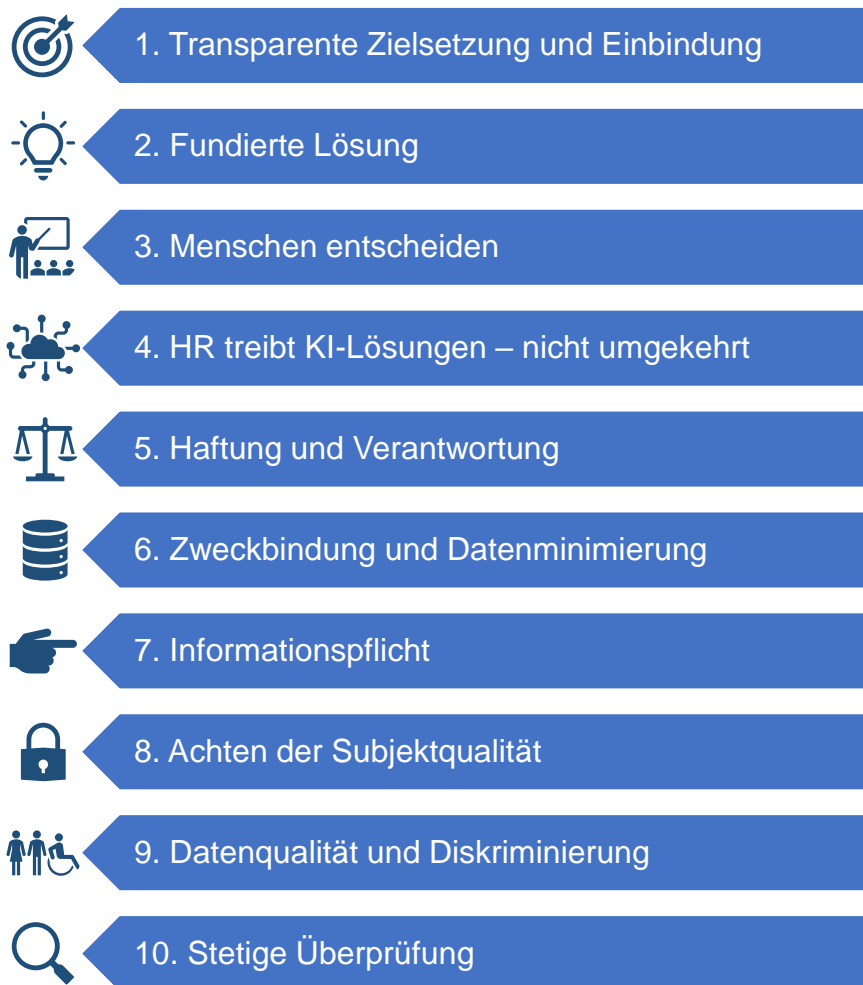 1. Transparente Zielsetzung und Einbindung
2. Fundierte Lösung
3. Menschen entscheiden
4. HR treibt KI-Lösungen – nicht umgekehrt
5. Haftung und Verantwortung
6. Zweckbindung und Datenminimierung
7. Informationspflicht
8. Achten der Subjektqualität
9. Datenqualität und Diskriminierung
10. Stetige Überprüfung